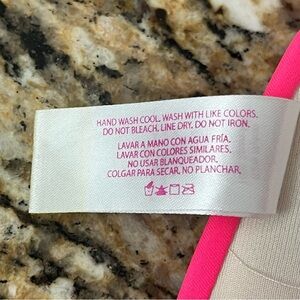 HAND WASH COOL. WASH WITH LIKE COLORS.
DO NOT BLEACH. LINE DRY. DO NOT IRON.
LAVAR A MANO CON AGUA FRÍA.
LAVAR CON COLORES SIMILARES.
NO USAR BLANQUEADOR.
COLGAR PARA SECAR. NO PLANCHAR.